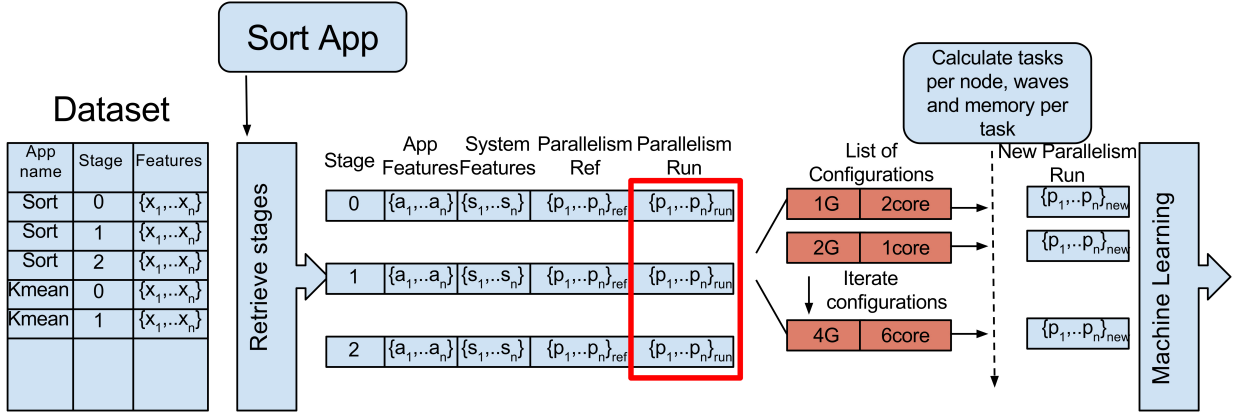 Sort App
Dataset
App name Stage Features
Sort 0 {x1,..xn}
Sort 1 {x1,..xn}
Sort 2 {x1,..xn}
Kmean 0 {x1,..xn}
Kmean 1 {x1,..xn}
Retrieve stages
Stage App Features System Features Parallelism Ref Parallelism Run
0 {a1,..an} {s1,..sn} {p1,..pn}ref {p1,..pn}run
1 {a1,..an} {s1,..sn} {p1,..pn}ref {p1,..pn}run
2 {a1,..an} {s1,..sn} {p1,..pn}ref {p1,..pn}run
List of
Configurations
1G 2core
2G 1core
Iterate
configurations
4G 6core
Calculate tasks
per node, waves
and memory per
task
New Parallelism
Run
{p1,..pn}new
{p1,..pn}new
{p1,..pn}new
Machine Learning